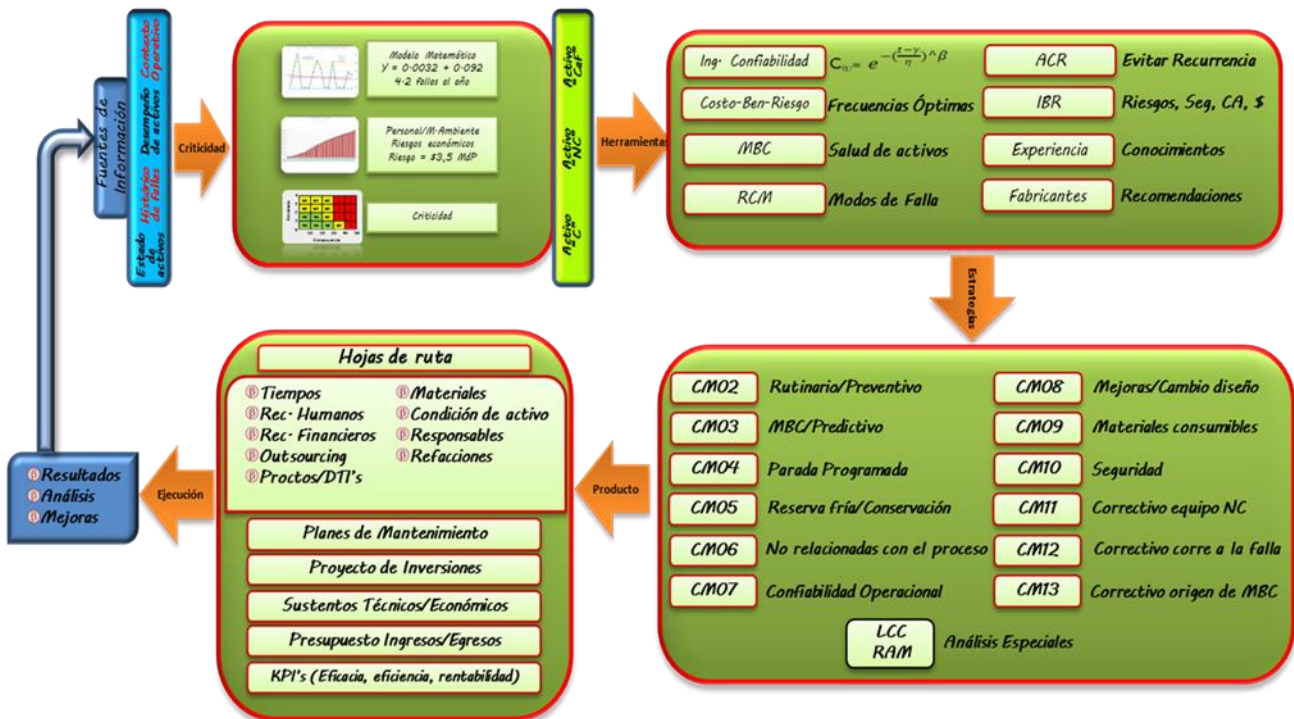 Fuentes de
Información
Estado
de
activos
Histórico
de fallas
Desempeño
de activos
Contexto
Operativo
Criticidad
Modelo Matemático
Y = 0.0032 + 0.092
4.2 fallas al año
Personal/M.Ambiente
Riesgos económicos
Riesgo = $3,5 MdP
Criticidad
Activo
"C"
Activo
"NC"
Activo
"CaF"
Herramientas
Ing. Confiabilidad
C(t)= e^-((t-γ)/η)^β
Costo-Ben-Riesgo
Frecuencias Óptimas
MBC
Salud de activos
RCM
Modos de Falla
ACR
Evitar Recurrencia
IBR
Riesgos, Seg, CA, $
Experiencia
Conocimientos
Fabricantes
Recomendaciones
Estrategias
CM02
Rutinario/Preventivo
CM03
MBC/Predictivo
CM04
Parada Programada
CM05
Reserva fría/Conservación
CM06
No relacionadas con el proceso
CM07
Confiabilidad Operacional
CM08
Mejoras/Cambio diseño
CM09
Materiales consumibles
CM10
Seguridad
CM11
Correctivo equipo NC
CM12
Correctivo corre a la falla
CM13
Correctivo origen de MBC
LCC
RAM
Análisis Especiales
Producto
Hojas de ruta
Tiempos
Rec. Humanos
Rec. Financieros
Outsourcing
Proctos/DTI's
Materiales
Condición de activo
Responsables
Refacciones
Planes de Mantenimiento
Proyecto de Inversiones
Sustentos Técnicos/Económicos
Presupuesto Ingresos/Egresos
KPI's (Eficacia, eficiencia, rentabilidad)
Ejecución
Resultados
Análisis
Mejoras